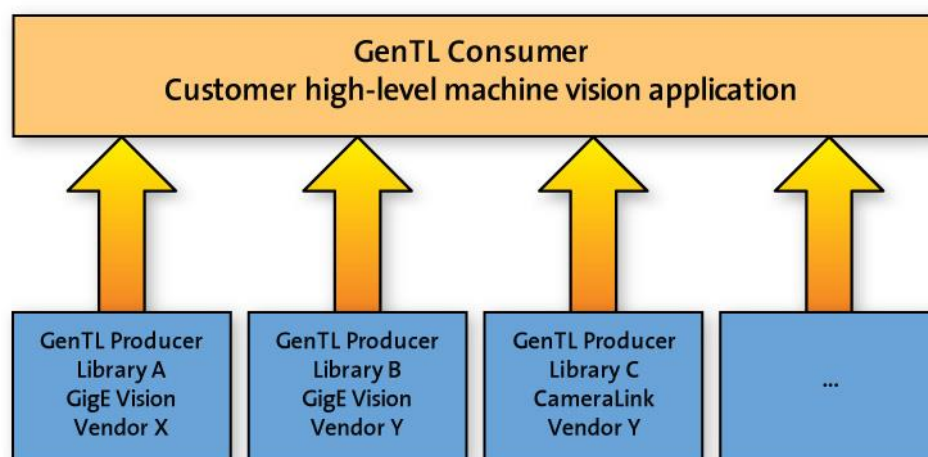 GenTL Consumer
Customer high-level machine vision application
GenTL Producer
Library A
GigE Vision
Vendor X
GenTL Producer
Library B
GigE Vision
Vendor Y
GenTL Producer
Library C
CameraLink
Vendor Y
...